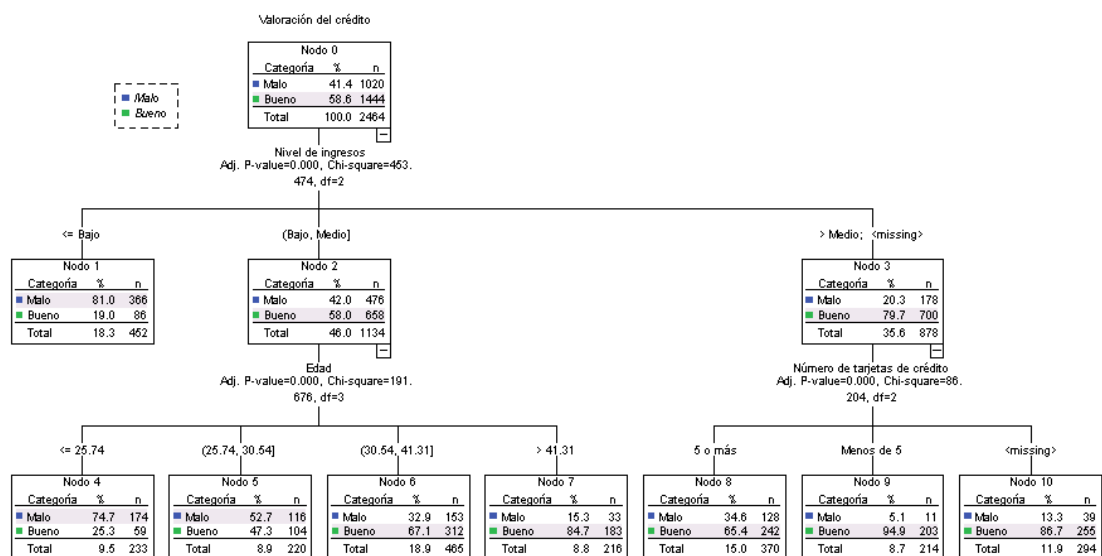 Valoración del crédito
Malo
Bueno
Nodo 0
Categoría % n
Malo 41.4 1020
Bueno 58.6 1444
Total 100.0 2464
Nivel de ingresos
Adj. P-value=0.000, Chi-square=453.
474, df=2
<= Bajo
(Bajo, Medio]
> Medio; <missing>
Nodo 1
Categoría % n
Malo 81.0 366
Bueno 19.0 86
Total 18.3 452
Nodo 2
Categoría % n
Malo 42.0 476
Bueno 58.0 658
Total 46.0 1134
Nodo 3
Categoría % n
Malo 20.3 178
Bueno 79.7 700
Total 35.6 878
Edad
Adj. P-value=0.000, Chi-square=191.
676, df=3
Número de tarjetas de crédito
Adj. P-value=0.000, Chi-square=86.
204, df=2
<= 25.74
(25.74, 30.54]
(30.54, 41.31]
> 41.31
5 o más
Menos de 5
<missing>
Nodo 4
Categoría % n
Malo 74.7 174
Bueno 25.3 59
Total 9.5 233
Nodo 5
Categoría % n
Malo 52.7 116
Bueno 47.3 104
Total 8.9 220
Nodo 6
Categoría % n
Malo 32.9 153
Bueno 67.1 312
Total 18.9 465
Nodo 7
Categoría % n
Malo 15.3 33
Bueno 84.7 183
Total 8.8 216
Nodo 8
Categoría % n
Malo 34.6 128
Bueno 65.4 242
Total 15.0 370
Nodo 9
Categoría % n
Malo 5.1 11
Bueno 94.9 203
Total 8.7 214
Nodo 10
Categoría % n
Malo 13.3 39
Bueno 86.7 255
Total 11.9 294